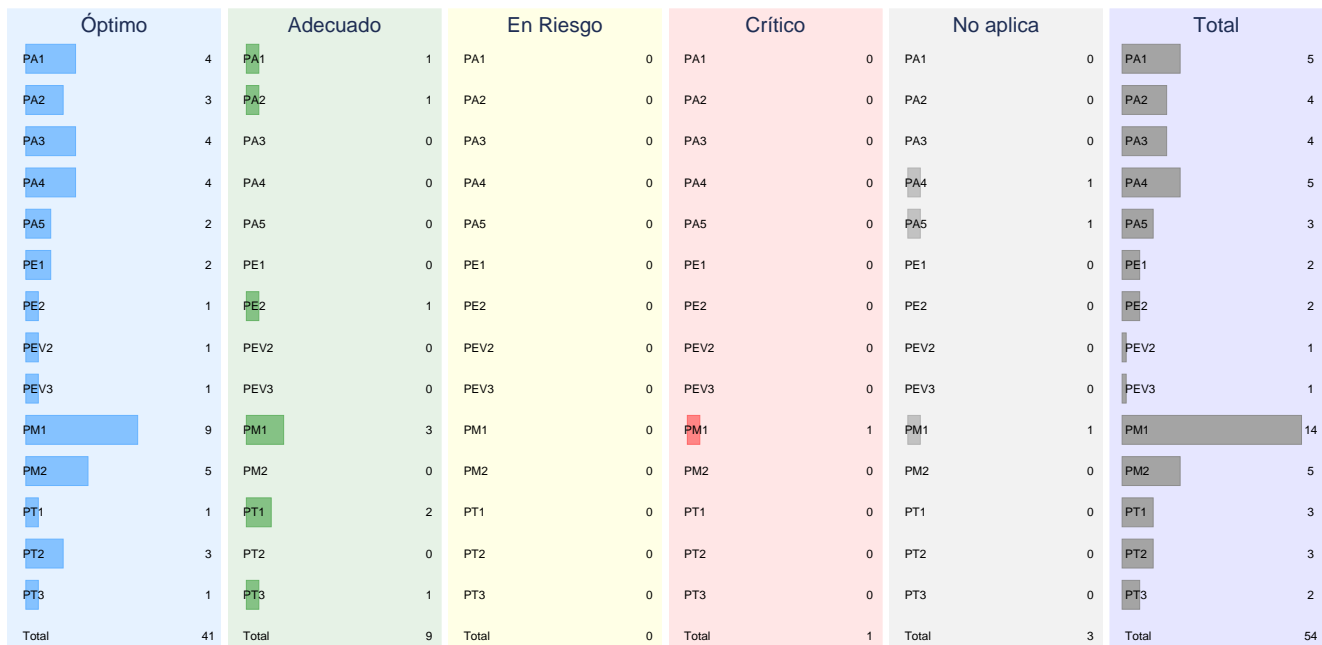 Óptimo Adecuado En Riesgo Crítico No aplica Total
PA1 4 PA1 1 PA1 0 PA1 0 PA1 0 PA1 5
PA2 3 PA2 1 PA2 0 PA2 0 PA2 0 PA2 4
PA3 4 PA3 0 PA3 0 PA3 0 PA3 0 PA3 4
PA4 4 PA4 0 PA4 0 PA4 0 PA4 1 PA4 5
PA5 2 PA5 0 PA5 0 PA5 0 PA5 1 PA5 3
PE1 2 PE1 0 PE1 0 PE1 0 PE1 0 PE1 2
PE2 1 PE2 1 PE2 0 PE2 0 PE2 0 PE2 2
PEV2 1 PEV2 0 PEV2 0 PEV2 0 PEV2 0 PEV2 1
PEV3 1 PEV3 0 PEV3 0 PEV3 0 PEV3 0 PEV3 1
PM1 9 PM1 3 PM1 0 PM1 1 PM1 1 PM1 14
PM2 5 PM2 0 PM2 0 PM2 0 PM2 0 PM2 5
PT1 1 PT1 2 PT1 0 PT1 0 PT1 0 PT1 3
PT2 3 PT2 0 PT2 0 PT2 0 PT2 0 PT2 3
PT3 1 PT3 1 PT3 0 PT3 0 PT3 0 PT3 2
Total 41 Total 9 Total 0 Total 1 Total 3 Total 54